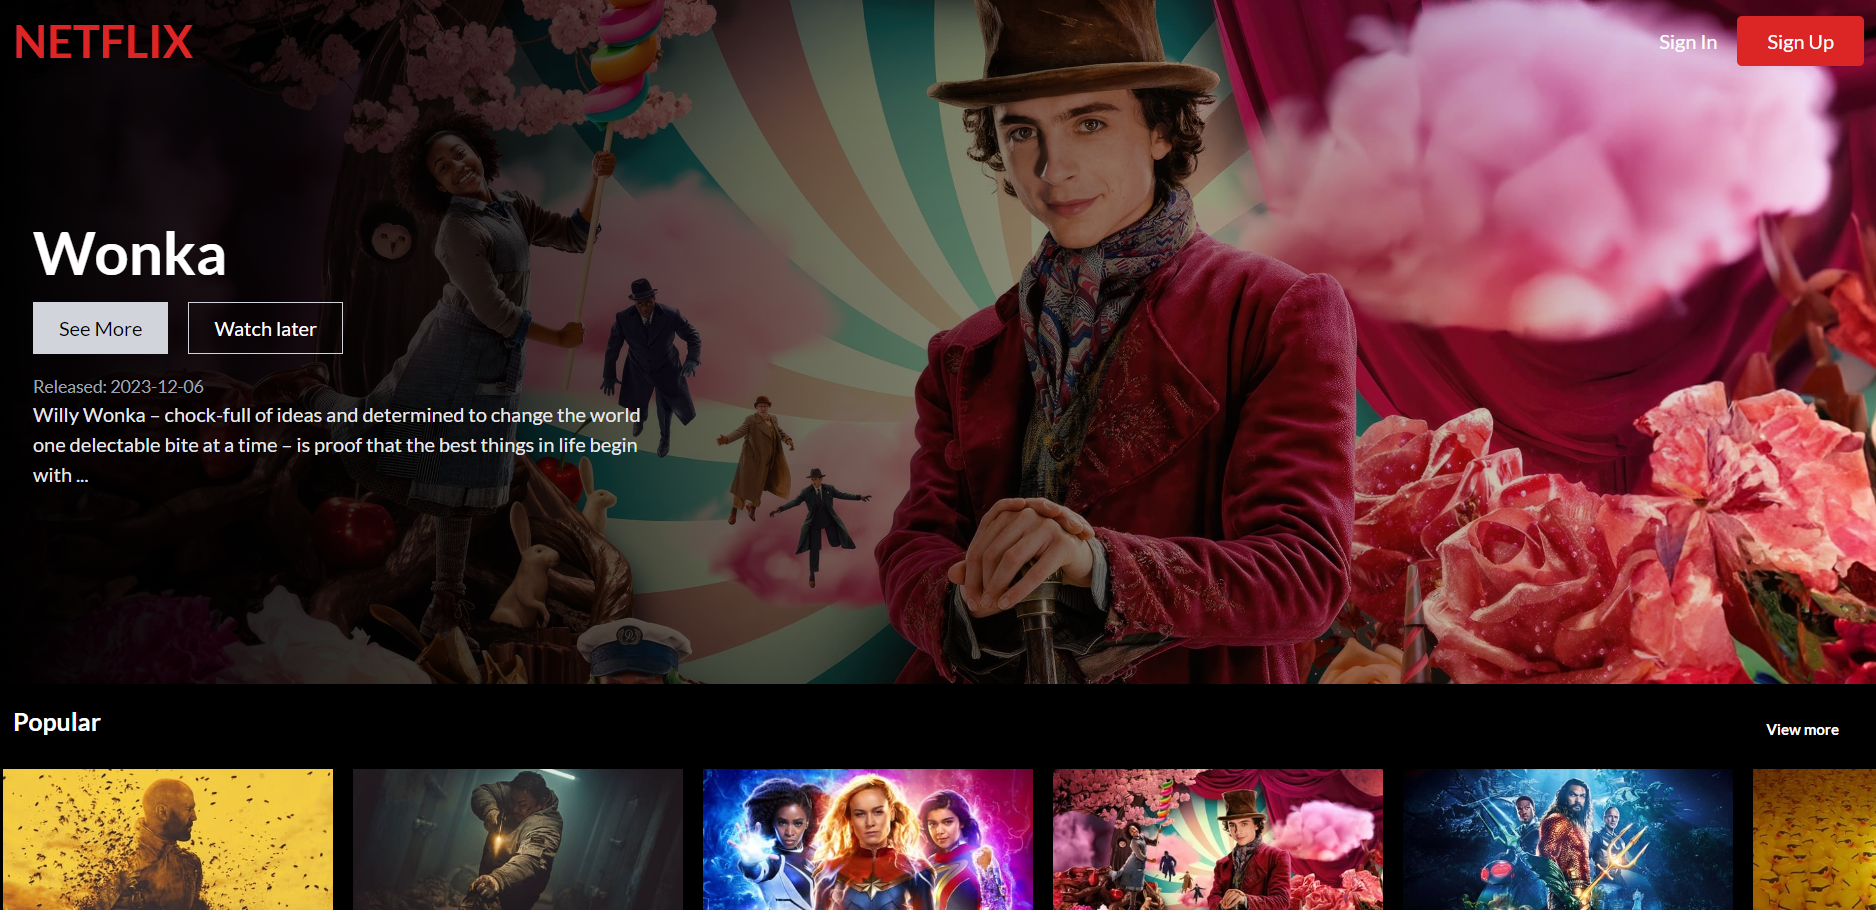 NETFLIX
Sign In
Sign Up
Wonka
See More
Watch later
Released: 2023-12-06
Willy Wonka – chock-full of ideas and determined to change the world
one delectable bite at a time – is proof that the best things in life begin
with ...
Popular
View more